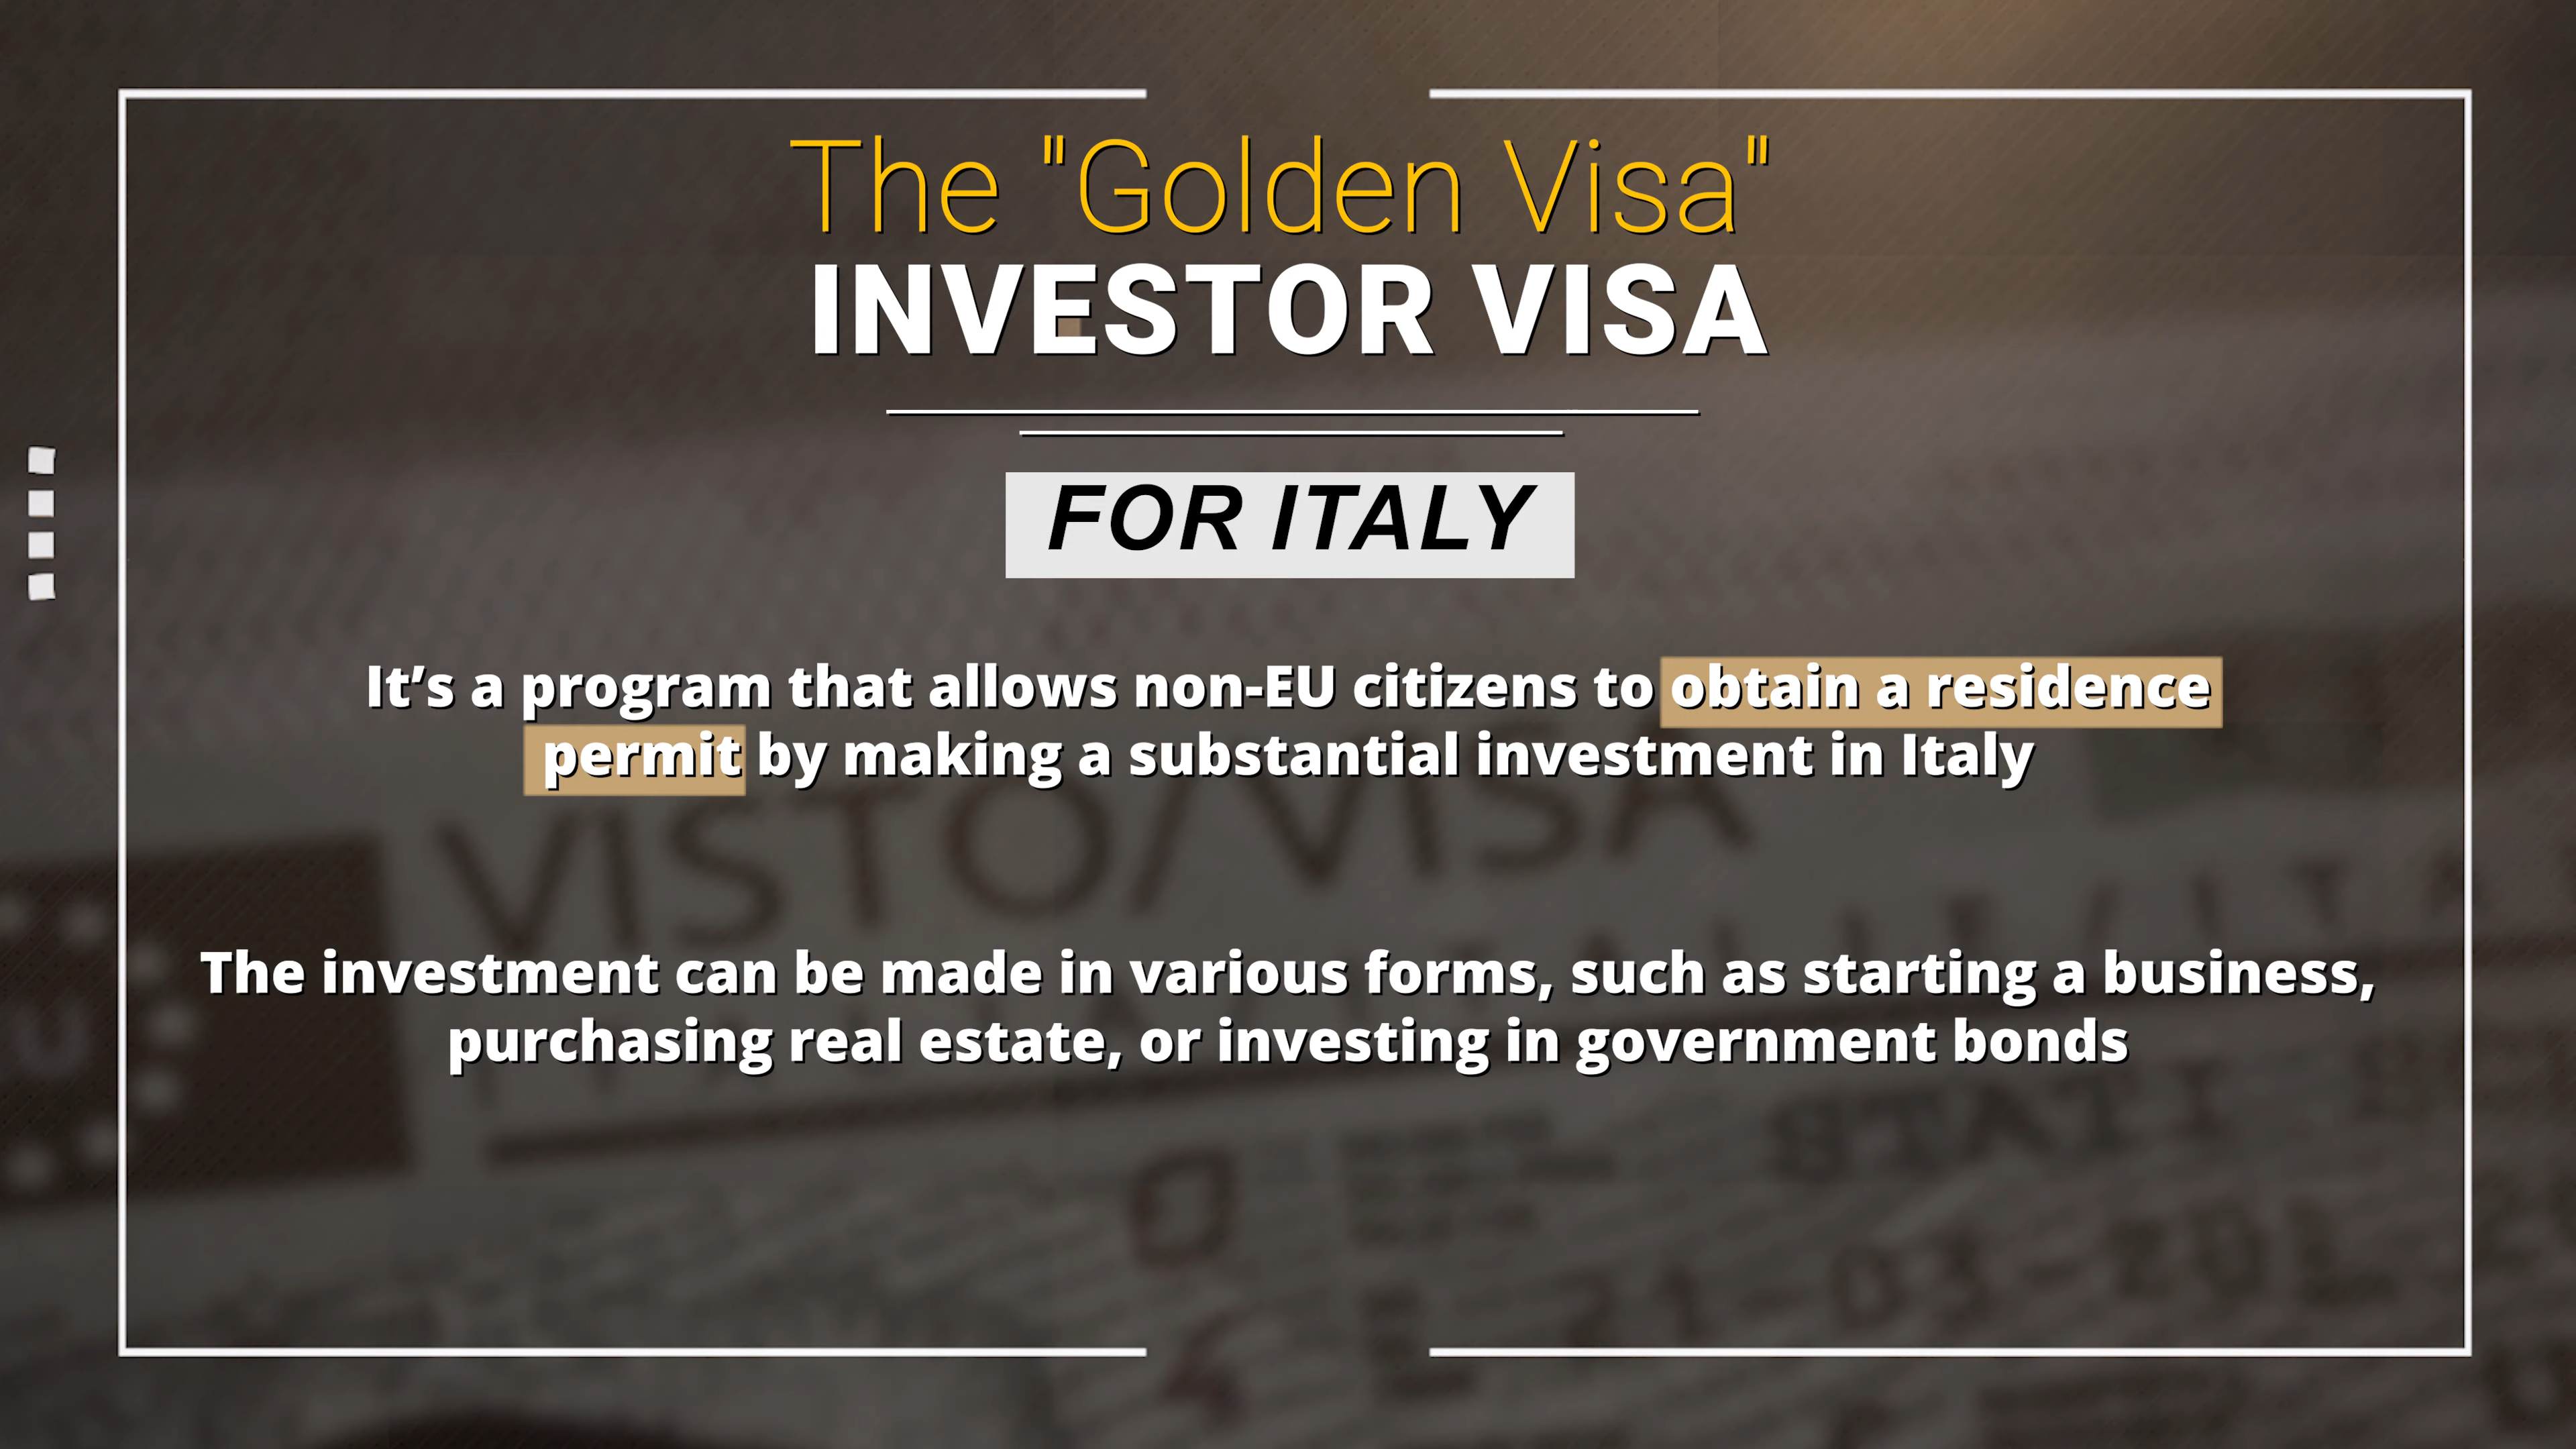 The "Golden Visa"
INVESTOR VISA
FOR ITALY
It’s a program that allows non-EU citizens to obtain a residence
permit by making a substantial investment in Italy
VISTO/VISA
The investment can be made in various forms, such as starting a business,
purchasing real estate, or investing in government bonds
STATI